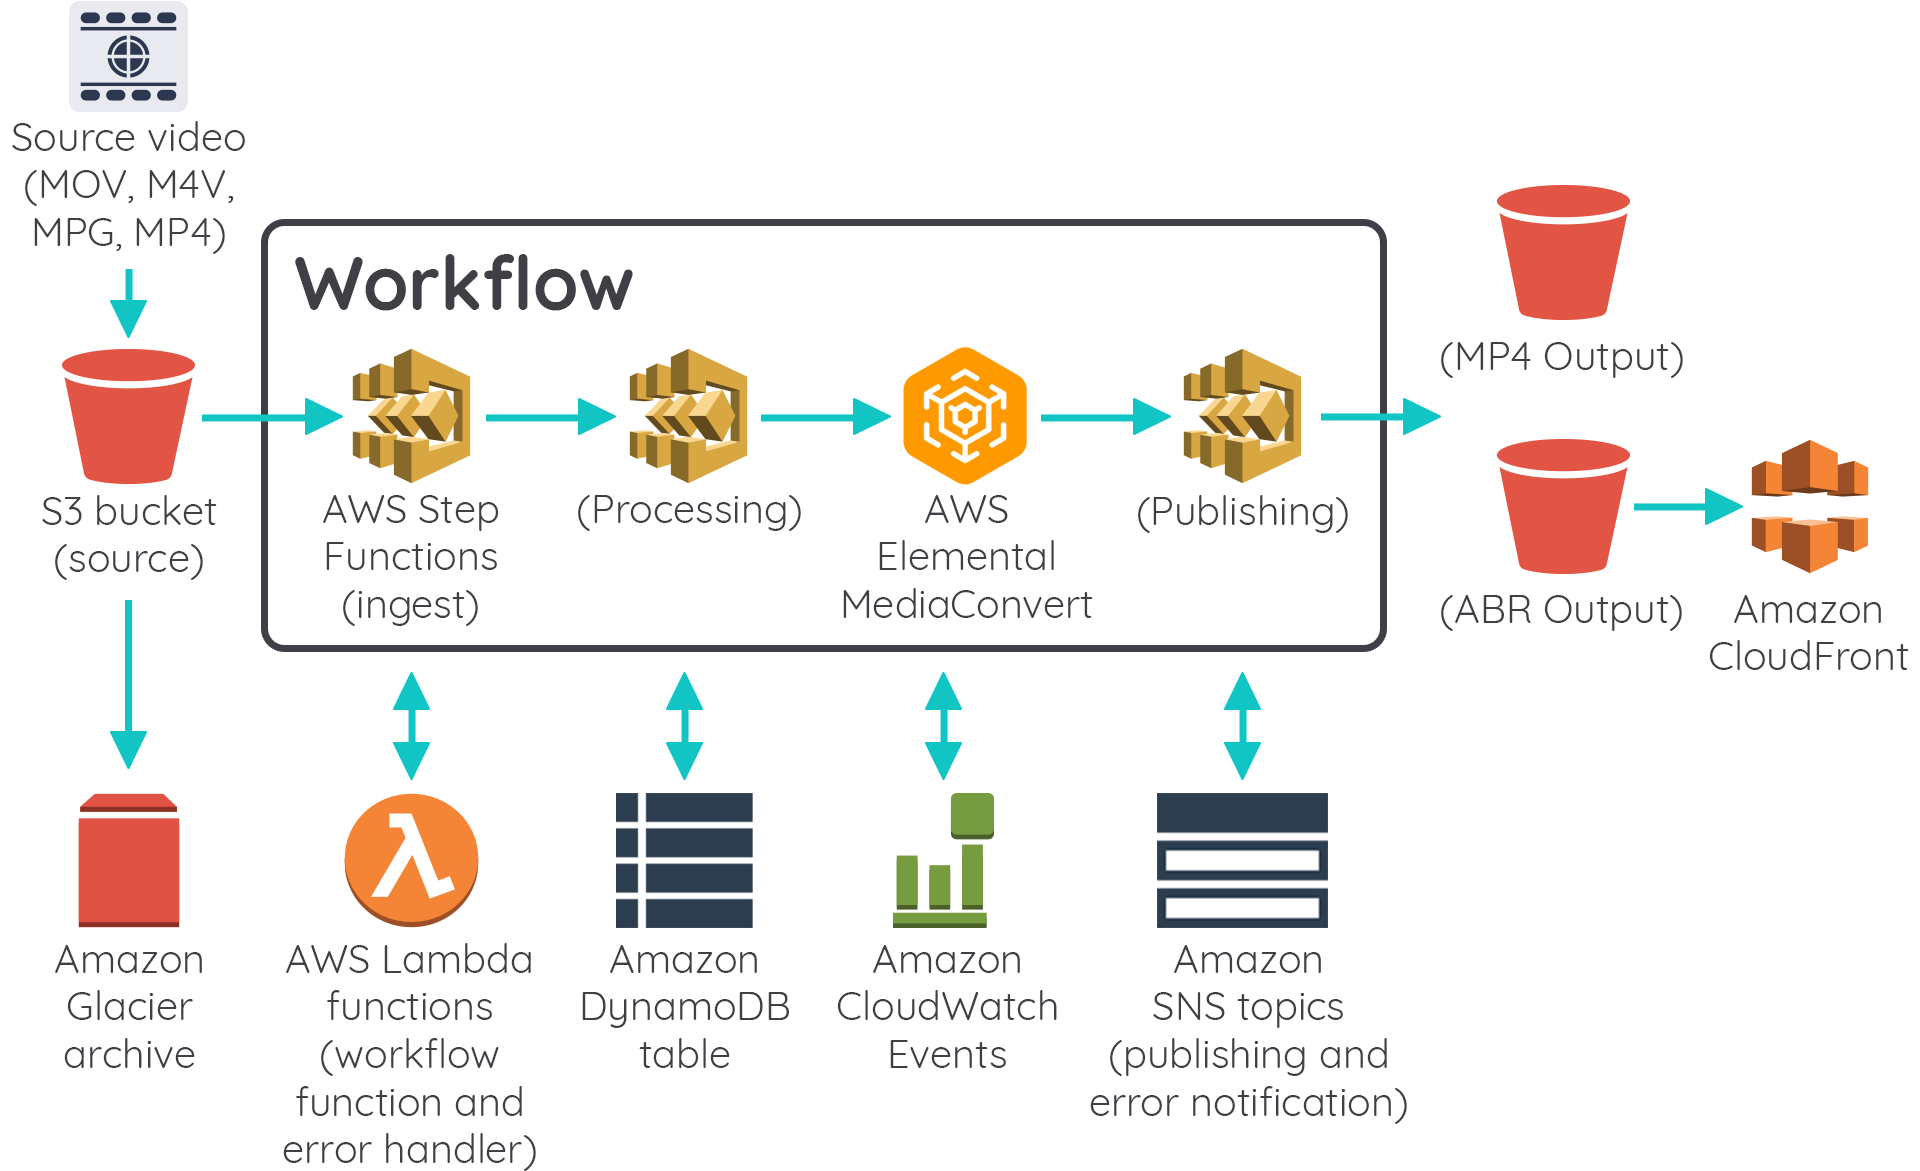 Source video
(MOV, M4V,
MPG, MP4)
S3 bucket
(source)
Workflow
AWS Step
Functions
(ingest)
(Processing)
AWS
Elemental
MediaConvert
(Publishing)
(MP4 Output)
(ABR Output)
Amazon
CloudFront
Amazon
Glacier
archive
AWS Lambda
functions
(workflow
function and
error handler)
Amazon
DynamoDB
table
Amazon
CloudWatch
Events
Amazon
SNS topics
(publishing and
error notification)